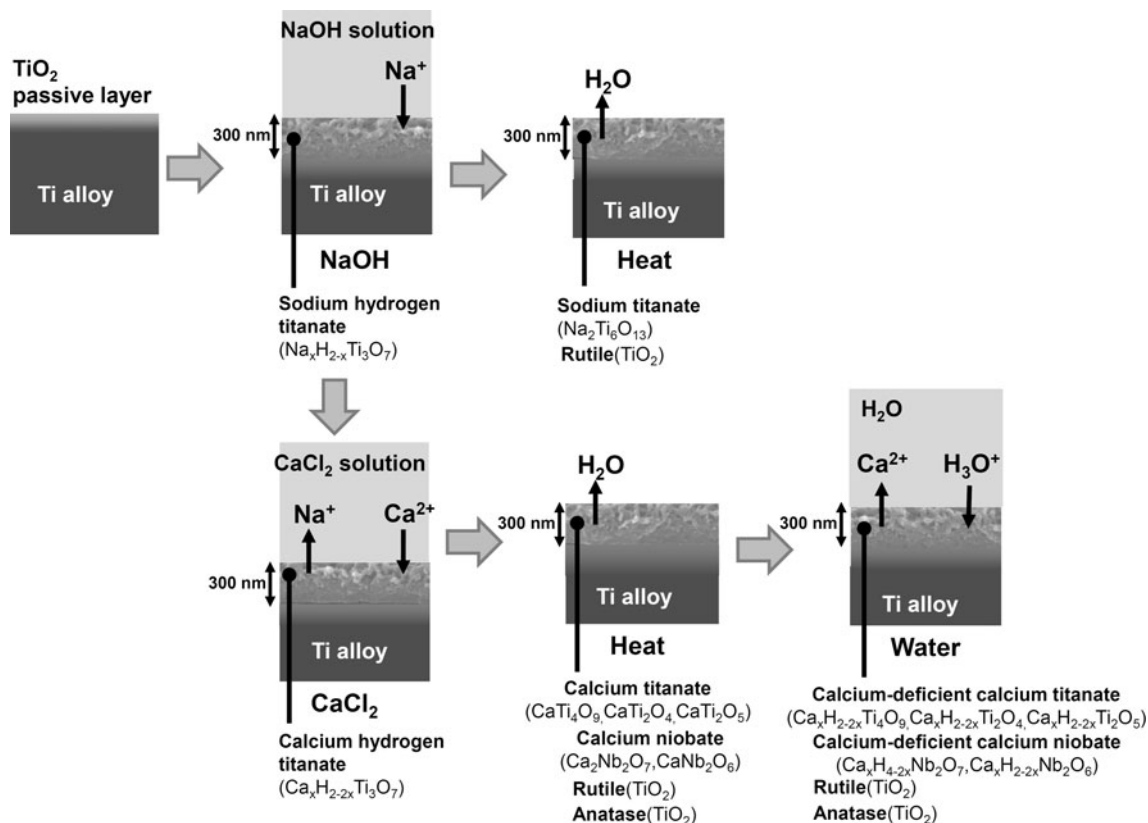 TiO₂
passive layer
Ti alloy
NaOH solution
Na⁺
300 nm
Ti alloy
NaOH
Sodium hydrogen
titanate
(NaₓH₂₋ₓTi₃O₇)
H₂O
300 nm
Ti alloy
Heat
Sodium titanate
(Na₂Ti₆O₁₃)
Rutile(TiO₂)
CaCl₂ solution
Na⁺ Ca²⁺
300 nm
Ti alloy
CaCl₂
Calcium hydrogen
titanate
(CaₓH₂₋₂ₓTi₃O₇)
H₂O
300 nm
Ti alloy
Heat
Calcium titanate
(CaTi₄O₉,CaTi₂O₄,CaTi₂O₅)
Calcium niobate
(Ca₂Nb₂O₇,CaNb₂O₆)
Rutile(TiO₂)
Anatase(TiO₂)
H₂O
Ca²⁺ H₃O⁺
300 nm
Ti alloy
Water
Calcium-deficient calcium titanate
(CaₓH₂₋₂ₓTi₄O₉,CaₓH₂₋₂ₓTi₂O₄,CaₓH₂₋₂ₓTi₂O₅)
Calcium-deficient calcium niobate
(CaₓH₄₋₂ₓNb₂O₇,CaₓH₂₋₂ₓNb₂O₆)
Rutile(TiO₂)
Anatase(TiO₂)